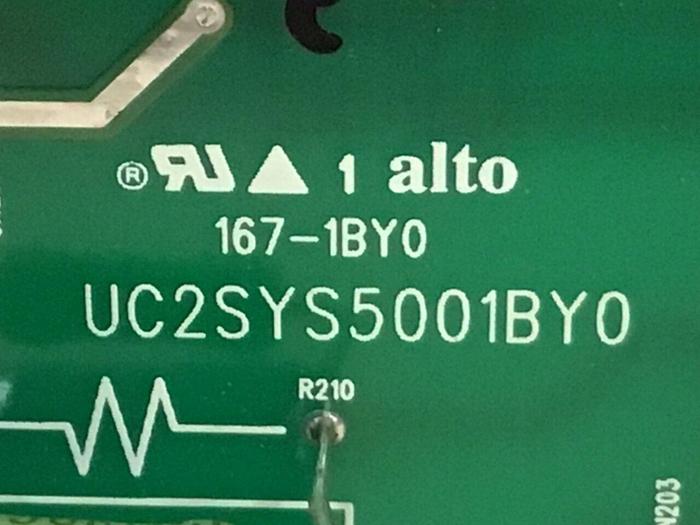 ® RU ▲ 1 alto
167-1BY0
UC2SYS5001BY0
R210
N203